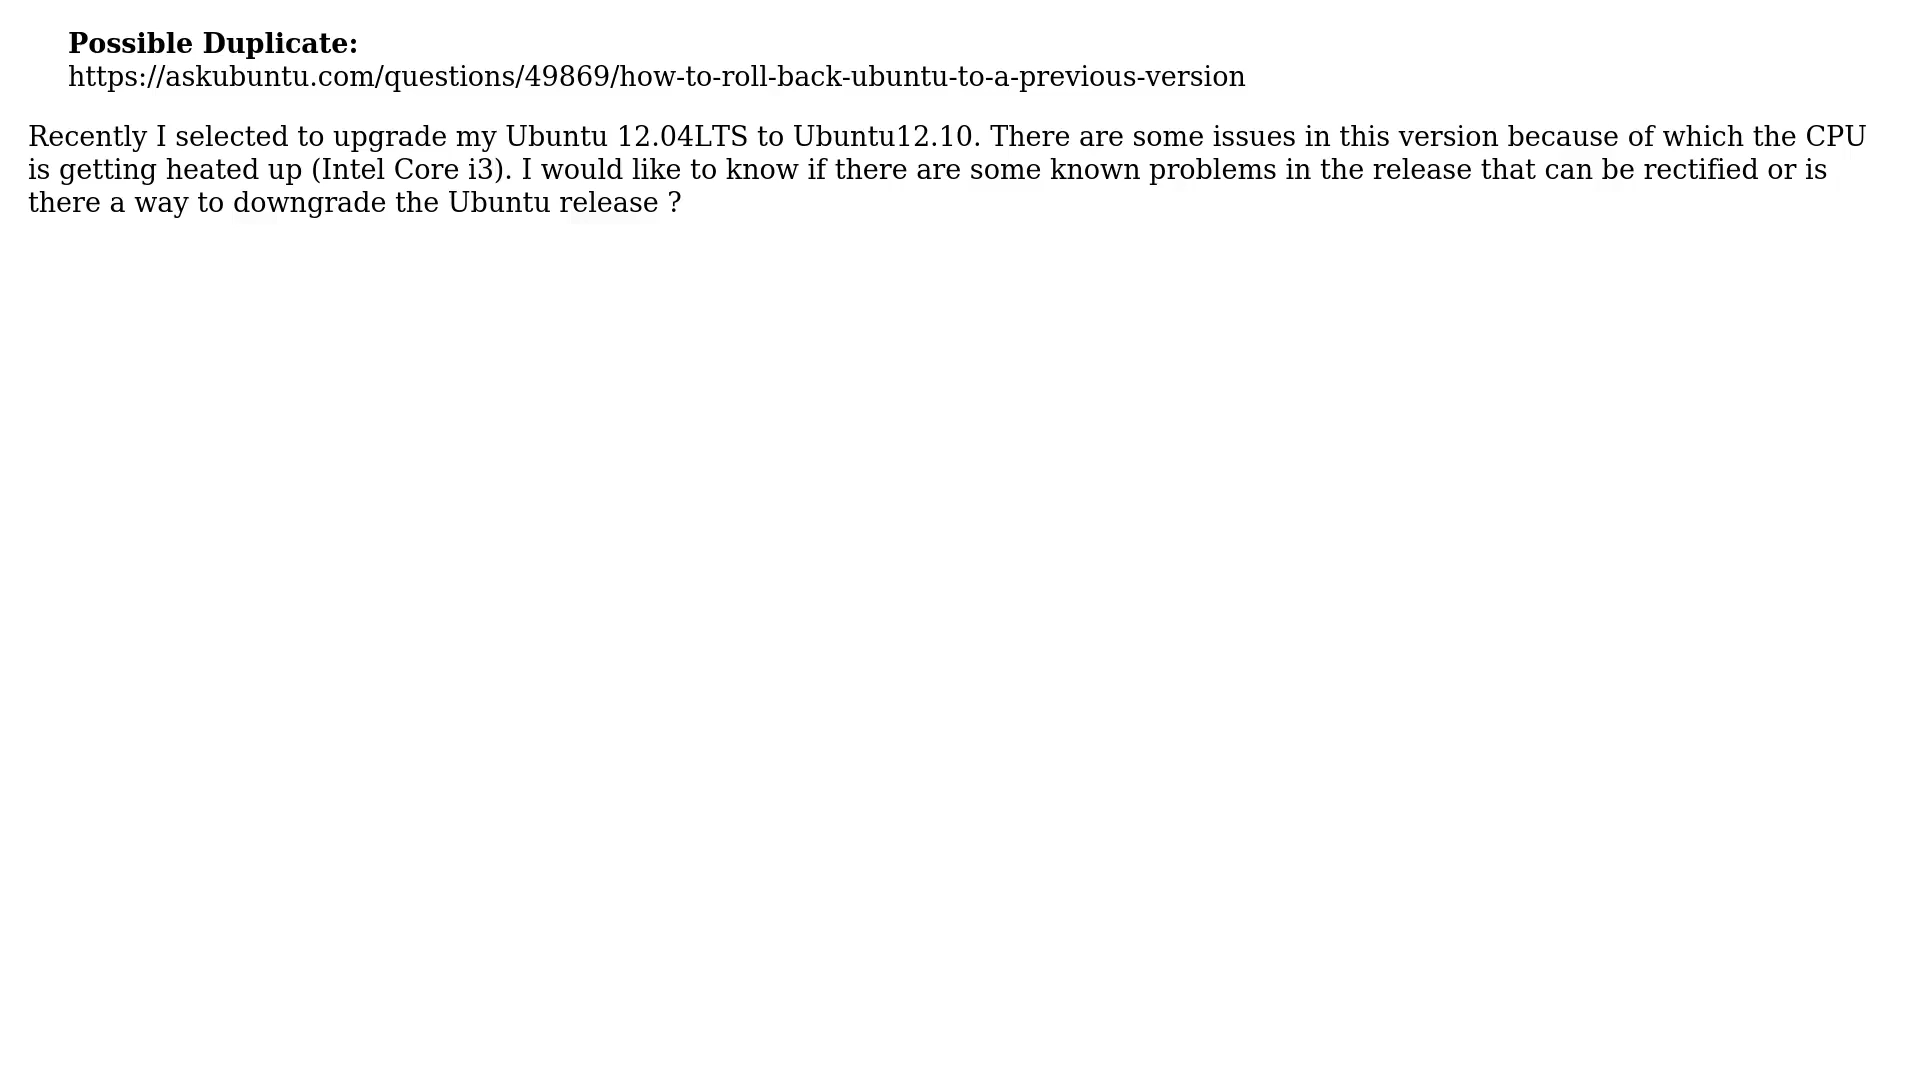 Possible Duplicate:
https://askubuntu.com/questions/49869/how-to-roll-back-ubuntu-to-a-previous-version
Recently I selected to upgrade my Ubuntu 12.04LTS to Ubuntu12.10. There are some issues in this version because of which the CPU
is getting heated up (Intel Core i3). I would like to know if there are some known problems in the release that can be rectified or is
there a way to downgrade the Ubuntu release ?